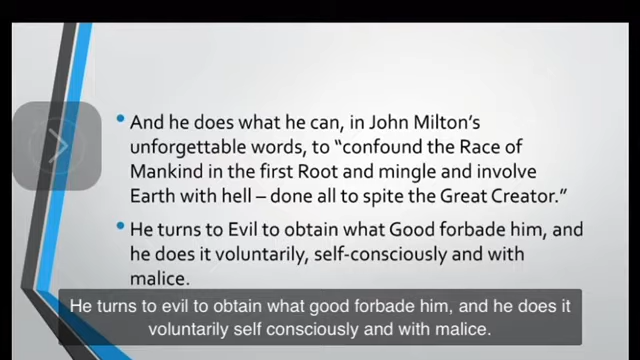 And he does what he can, in John Milton's
unforgettable words, to “confound the Race of
Mankind in the first Root and mingle and involve
Earth with hell – done all to spite the Great Creator.”
He turns to Evil to obtain what Good forbade him, and
he does it voluntarily, self-consciously and with
malice.
He turns to evil to obtain what good forbade him, and he does it
voluntarily self consciously and with malice.